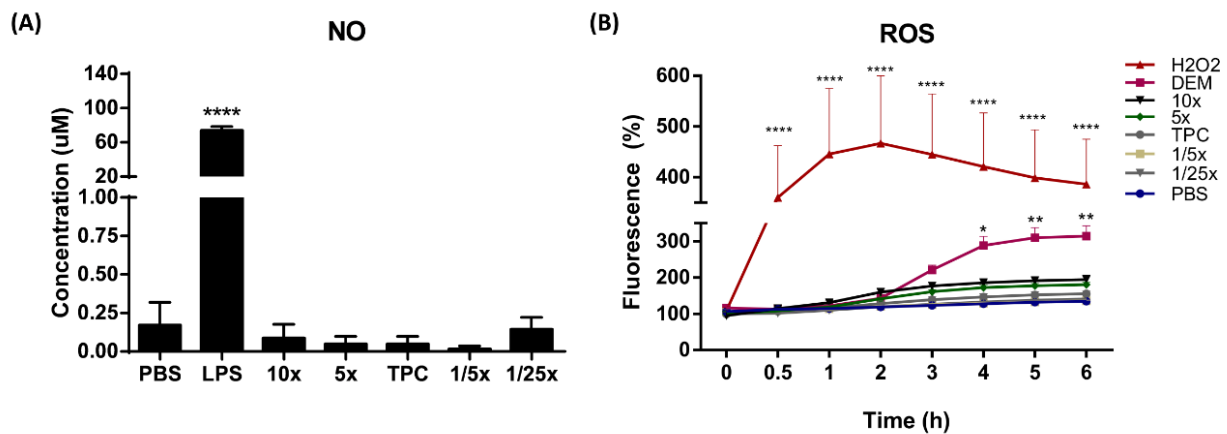 (A)
NO
Concentration (uM)
140
100
60
20
1.00
0.75
0.50
0.25
0.00
****
PBS LPS 10x 5x TPC 1/5x 1/25x
(B)
ROS
Fluorescence (%)
600
500
400
300
200
100
0
**** **** **** **** **** **** ****
* ** **
0 0.5 1 2 3 4 5 6
Time (h)
H2O2
DEM
10x
5x
TPC
1/5x
1/25x
PBS